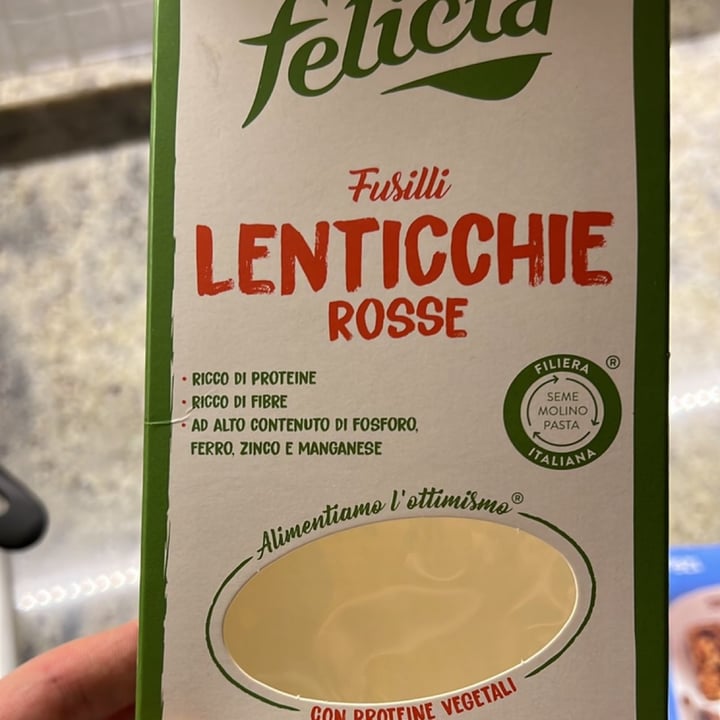 felicia
Fusilli
LENTICCHIE
ROSSE
• RICCO DI PROTEINE
• RICCO DI FIBRE
• AD ALTO CONTENUTO DI FOSFORO,
FERRO, ZINCO E MANGANESE
FILIERA ®
SEME
MOLINO
PASTA
ITALIANA
Alimentiamo l'ottimismo®
CON PROTEINE VEGETALI